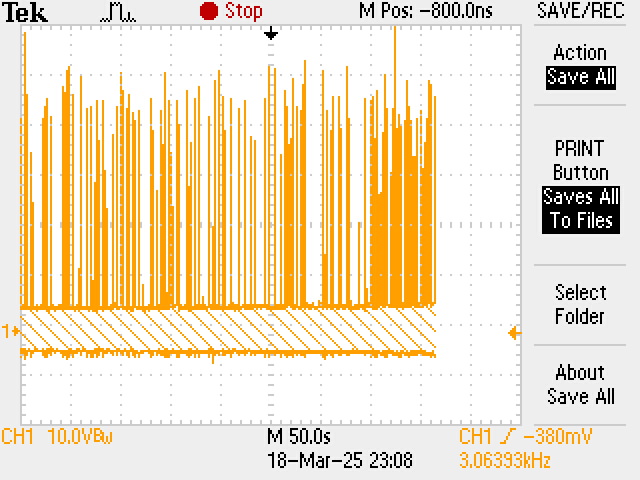 Tek Stop M Pos: -800.0ns SAVE/REC
Action
Save All
PRINT
Button
Saves All
To Files
Select
Folder
About
Save All
1
CH1 10.0VBw M 50.0s CH1 -380mV
18-Mar-25 23:08 3.06393kHz